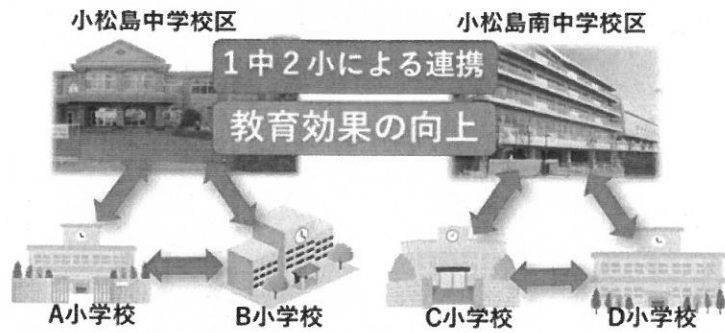 小松島中学校区
小松島南中学校区
1中2小による連携
教育効果の向上
A小学校
B小学校
C小学校
D小学校